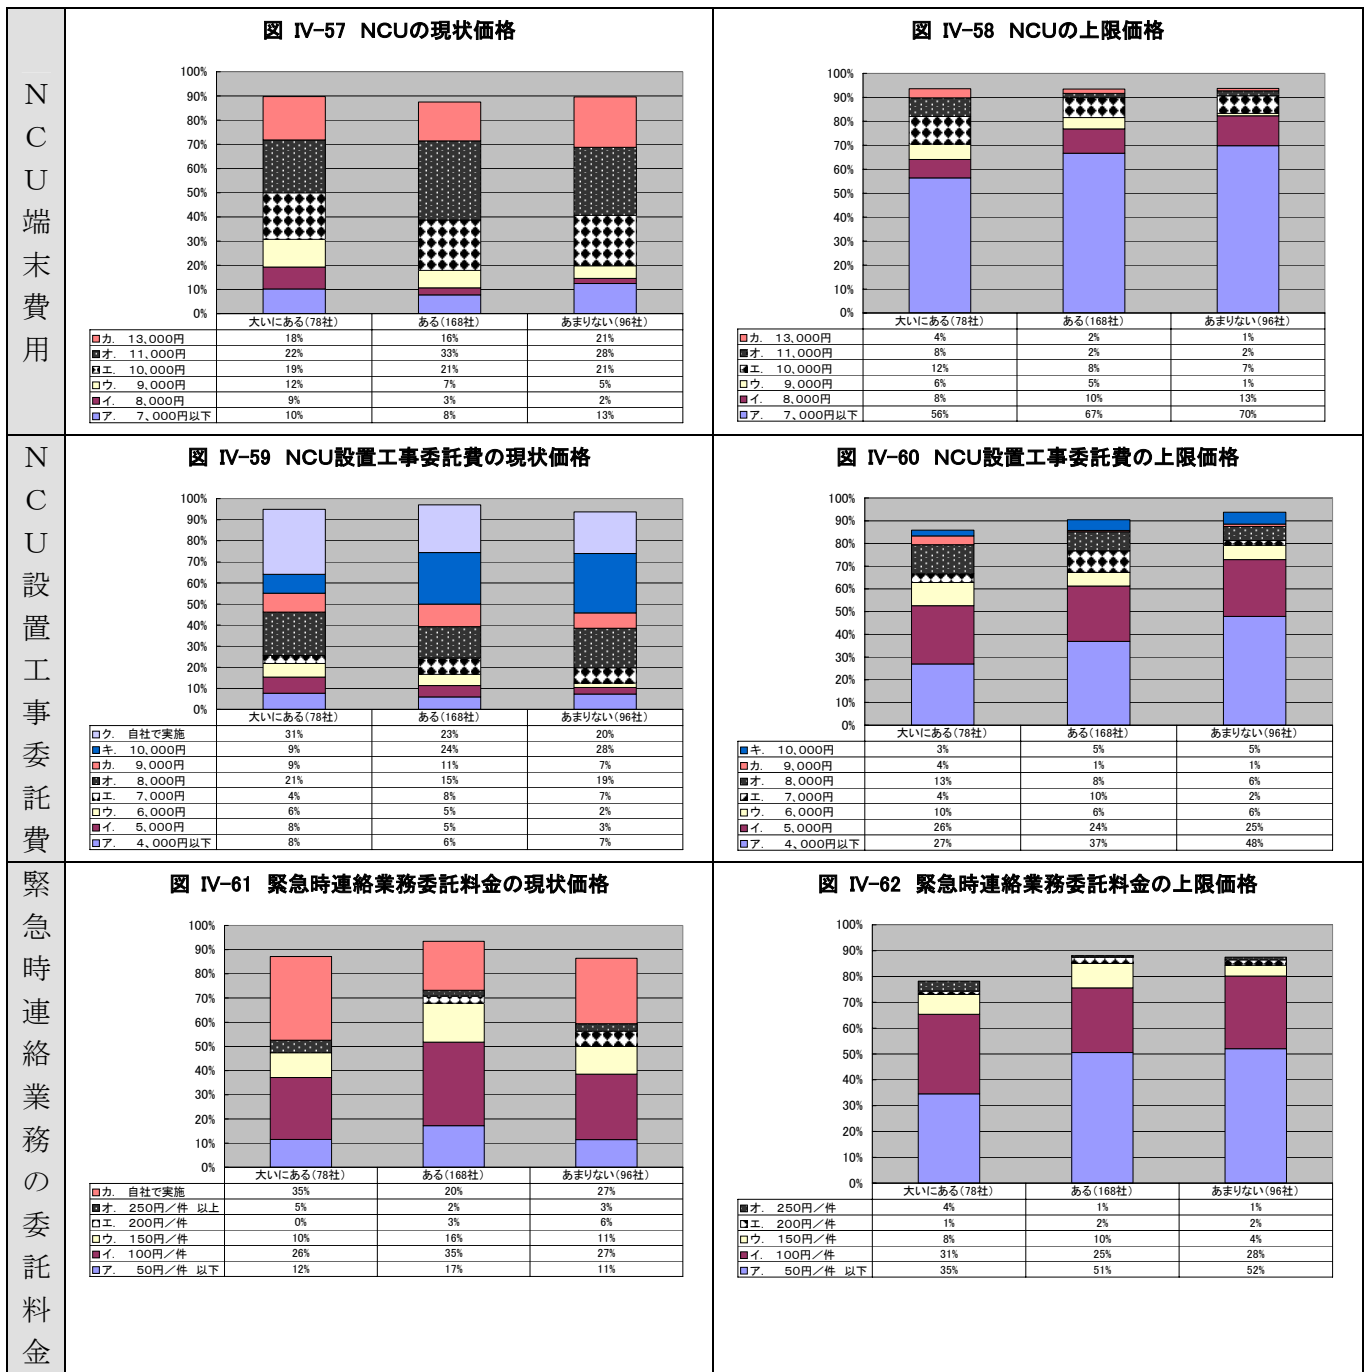 NCU端末費用
図 Ⅳ-57 NCUの現状価格
100%
90%
80%
70%
60%
50%
40%
30%
20%
10%
0%
大いにある(78社) ある(168社) あまりない(96社)
カ. 13,000円 18% 16% 21%
オ. 11,000円 22% 33% 28%
エ. 10,000円 19% 21% 21%
ウ. 9,000円 12% 7% 5%
イ. 8,000円 9% 3% 2%
ア. 7、000円以下 10% 8% 13%
図 Ⅳ-58 NCUの上限価格
100%
90%
80%
70%
60%
50%
40%
30%
20%
10%
0%
大いにある(78社) ある(168社) あまりない(96社)
カ. 13,000円 4% 2% 1%
オ. 11,000円 8% 2% 2%
エ. 10,000円 12% 8% 7%
ウ. 9,000円 6% 5% 1%
イ. 8,000円 8% 10% 13%
ア. 7、000円以下 56% 67% 70%
NCU設置工事委託費
図 Ⅳ-59 NCU設置工事委託費の現状価格
100%
90%
80%
70%
60%
50%
40%
30%
20%
10%
0%
大いにある(78社) ある(168社) あまりない(96社)
ク. 自社で実施 31% 23% 20%
キ. 10,000円 9% 24% 28%
カ. 9,000円 9% 11% 7%
オ. 8,000円 21% 15% 19%
エ. 7,000円 4% 8% 7%
ウ. 6,000円 6% 5% 2%
イ. 5,000円 8% 5% 3%
ア. 4、000円以下 8% 6% 7%
図 Ⅳ-60 NCU設置工事委託費の上限価格
100%
90%
80%
70%
60%
50%
40%
30%
20%
10%
0%
大いにある(78社) ある(168社) あまりない(96社)
キ. 10,000円 3% 5% 5%
カ. 9,000円 4% 1% 1%
オ. 8,000円 13% 8% 6%
エ. 7,000円 4% 10% 2%
ウ. 6,000円 10% 6% 6%
イ. 5,000円 26% 24% 25%
ア. 4、000円以下 27% 37% 48%
緊急時連絡業務の委託料金
図 Ⅳ-61 緊急時連絡業務委託料金の現状価格
100%
90%
80%
70%
60%
50%
40%
30%
20%
10%
0%
大いにある(78社) ある(168社) あまりない(96社)
カ. 自社で実施 35% 20% 27%
オ. 250円/件 以上 5% 2% 3%
エ. 200円/件 0% 3% 6%
ウ. 150円/件 10% 16% 11%
イ. 100円/件 26% 35% 27%
ア. 50円/件 以下 12% 17% 11%
図 Ⅳ-62 緊急時連絡業務委託料金の上限価格
100%
90%
80%
70%
60%
50%
40%
30%
20%
10%
0%
大いにある(78社) ある(168社) あまりない(96社)
オ. 250円/件 4% 1% 1%
エ. 200円/件 1% 2% 2%
ウ. 150円/件 8% 10% 4%
イ. 100円/件 31% 25% 28%
ア. 50円/件 以下 35% 51% 52%